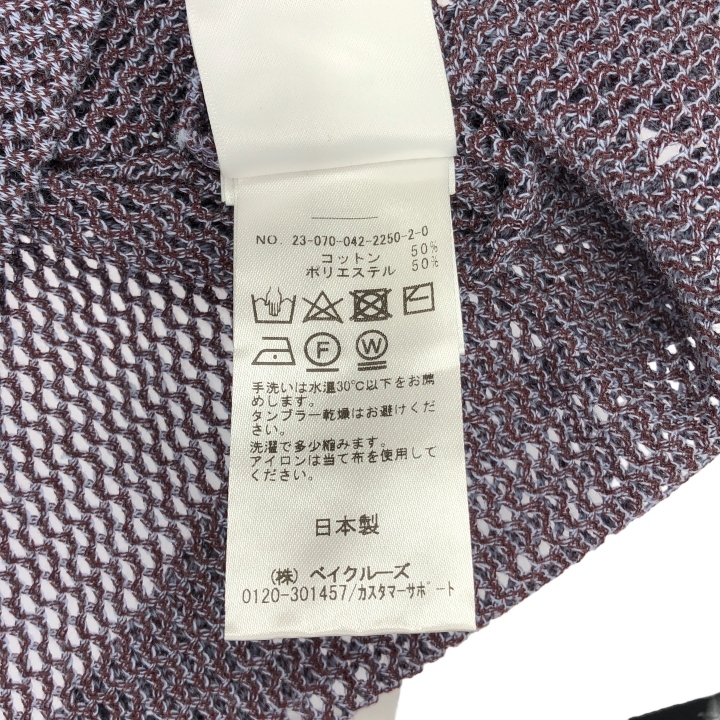 NO. 23-070-042-2250-2-0
コットン 50%
ポリエステル 50%
F W
手洗いは水温30℃以下をお薦
めします。
タンブラー乾燥はお避けくだ
さい。
洗濯で多少縮みます。
アイロンは当て布を使用して
ください。
日本製
(株) ベイクルーズ
0120-301457/カスタマーサポート